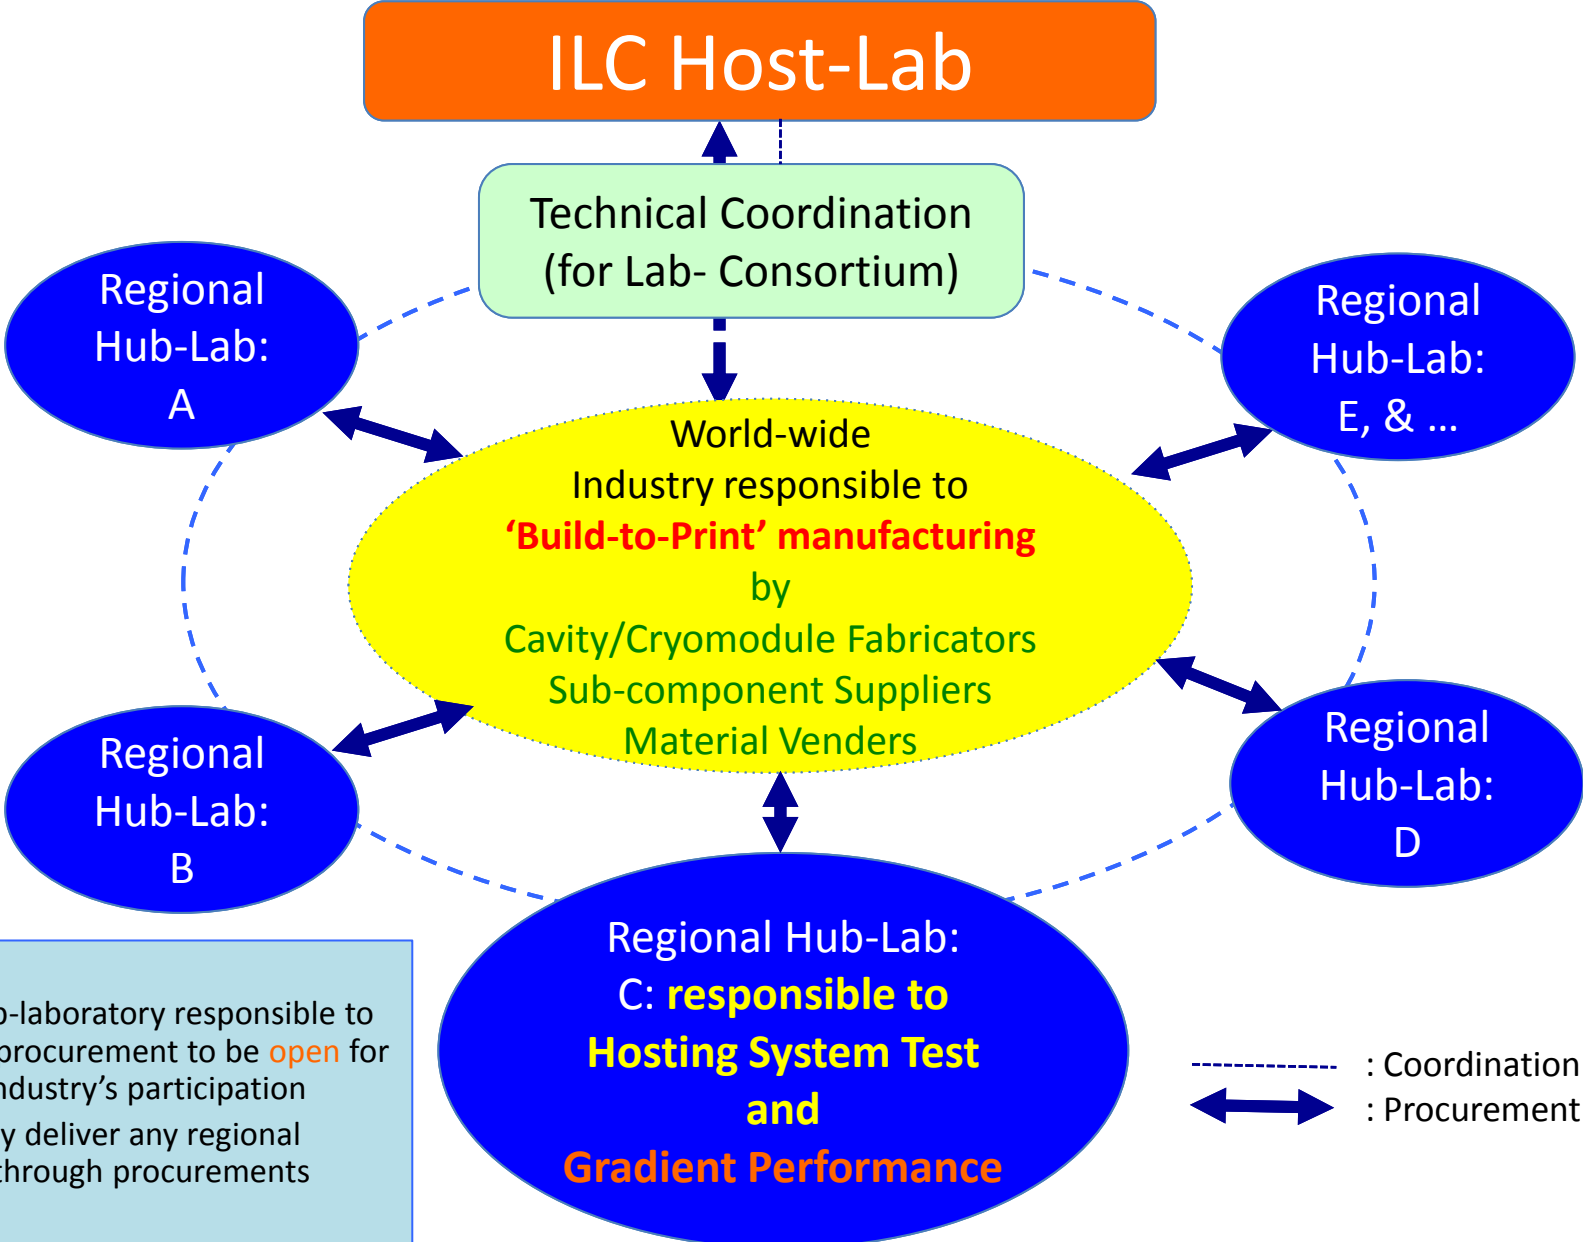 ILC Host-Lab
Technical Coordination
(for Lab- Consortium)
Regional
Hub-Lab:
A
Regional
Hub-Lab:
E, & ...
World-wide
Industry responsible to
‘Build-to-Print’ manufacturing
by
Cavity/Cryomodule Fabricators
Sub-component Suppliers
Material Venders
Regional
Hub-Lab:
B
Regional
Hub-Lab:
D
Regional Hub-Lab:
C: responsible to
Hosting System Test
and
Gradient Performance
-laboratory responsible to
procurement to be open for
industry’s participation
deliver any regional
through procurements
: Coordination
: Procurement